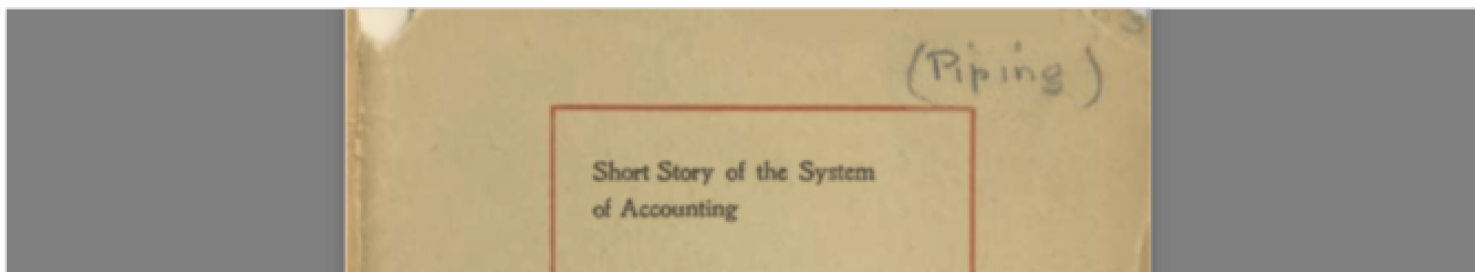 (Piping)
Short Story of the System
of Accounting